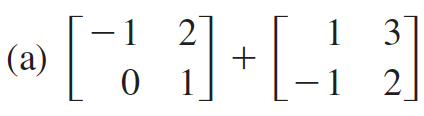 (a) [ -1 2 ] + [ 1 3 ]
[ 0 1 ] [ -1 2 ]